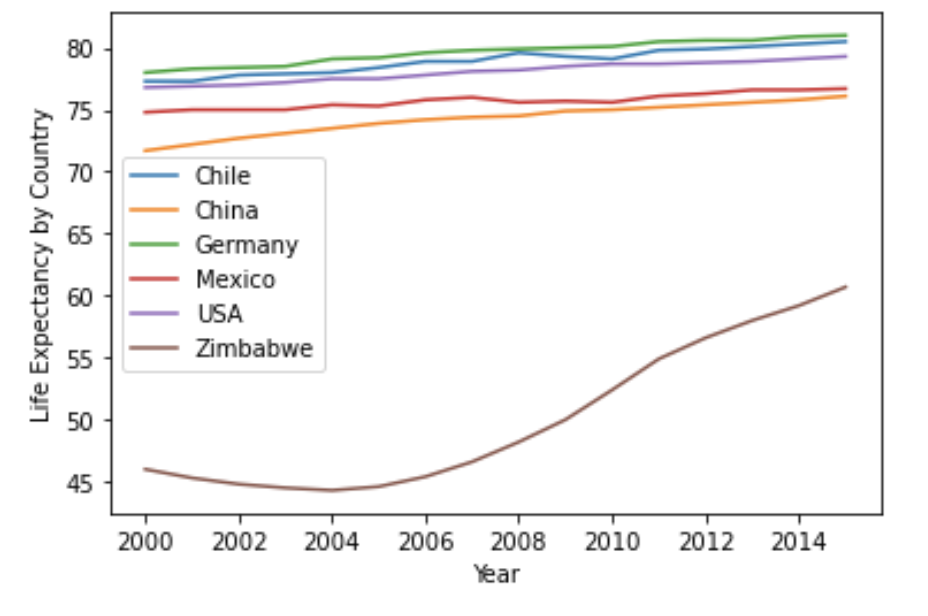 Life Expectancy by Country
80
75
70
65
60
55
50
45
Chile
China
Germany
Mexico
USA
Zimbabwe
2000 2002 2004 2006 2008 2010 2012 2014
Year